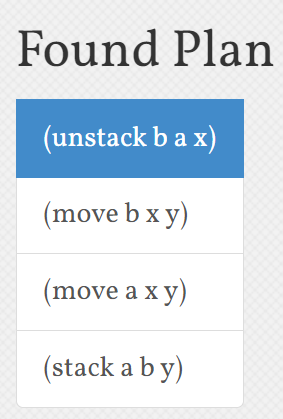 Found Plan
(unstack b a x)
(move b x y)
(move a x y)
(stack a b y)